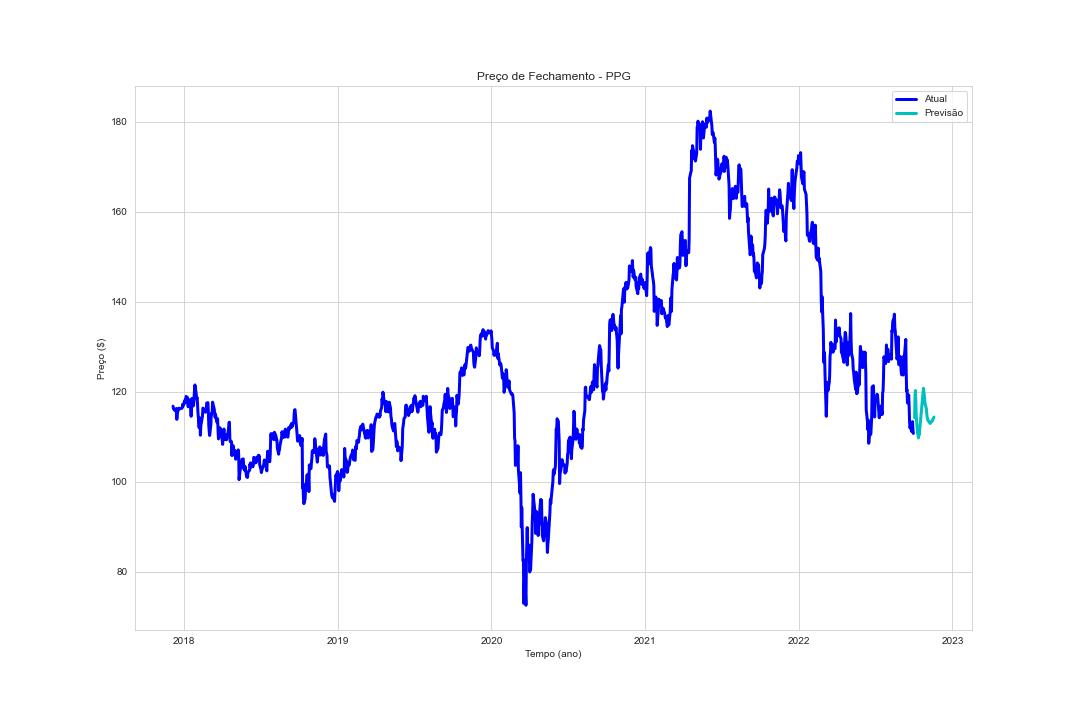 Preço de Fechamento - PPG
Atual
Previsão
180
160
140
120
100
80
Preço ($)
2018
2019
2020
2021
2022
2023
Tempo (ano)